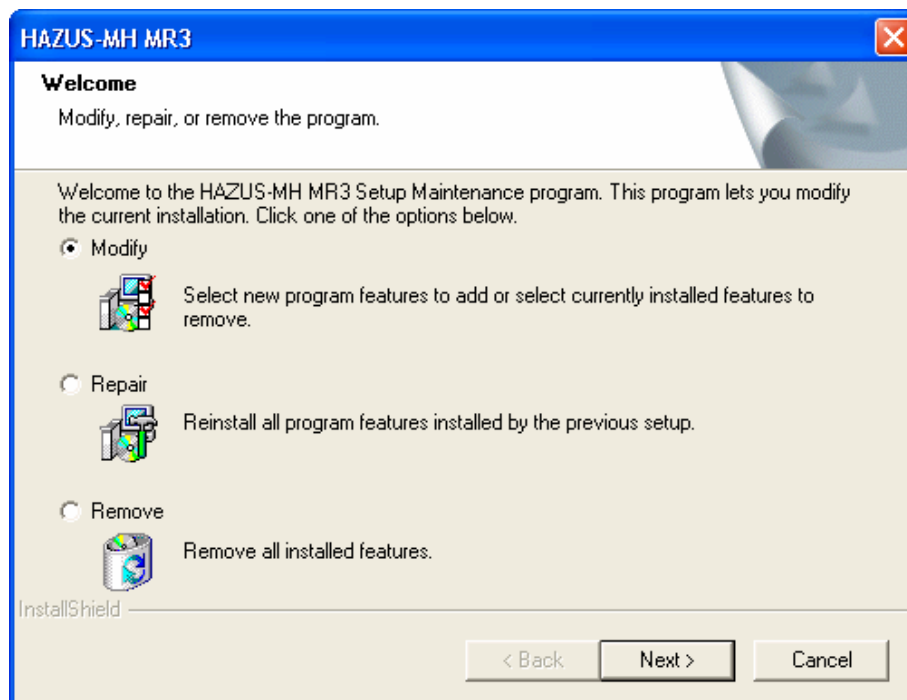 HAZUS-MH MR3
Welcome
Modify, repair, or remove the program.
Welcome to the HAZUS-MH MR3 Setup Maintenance program. This program lets you modify
the current installation. Click one of the options below.
Modify
Select new program features to add or select currently installed features to
remove.
Repair
Reinstall all program features installed by the previous setup.
Remove
Remove all installed features.
InstallShield
< Back
Next >
Cancel